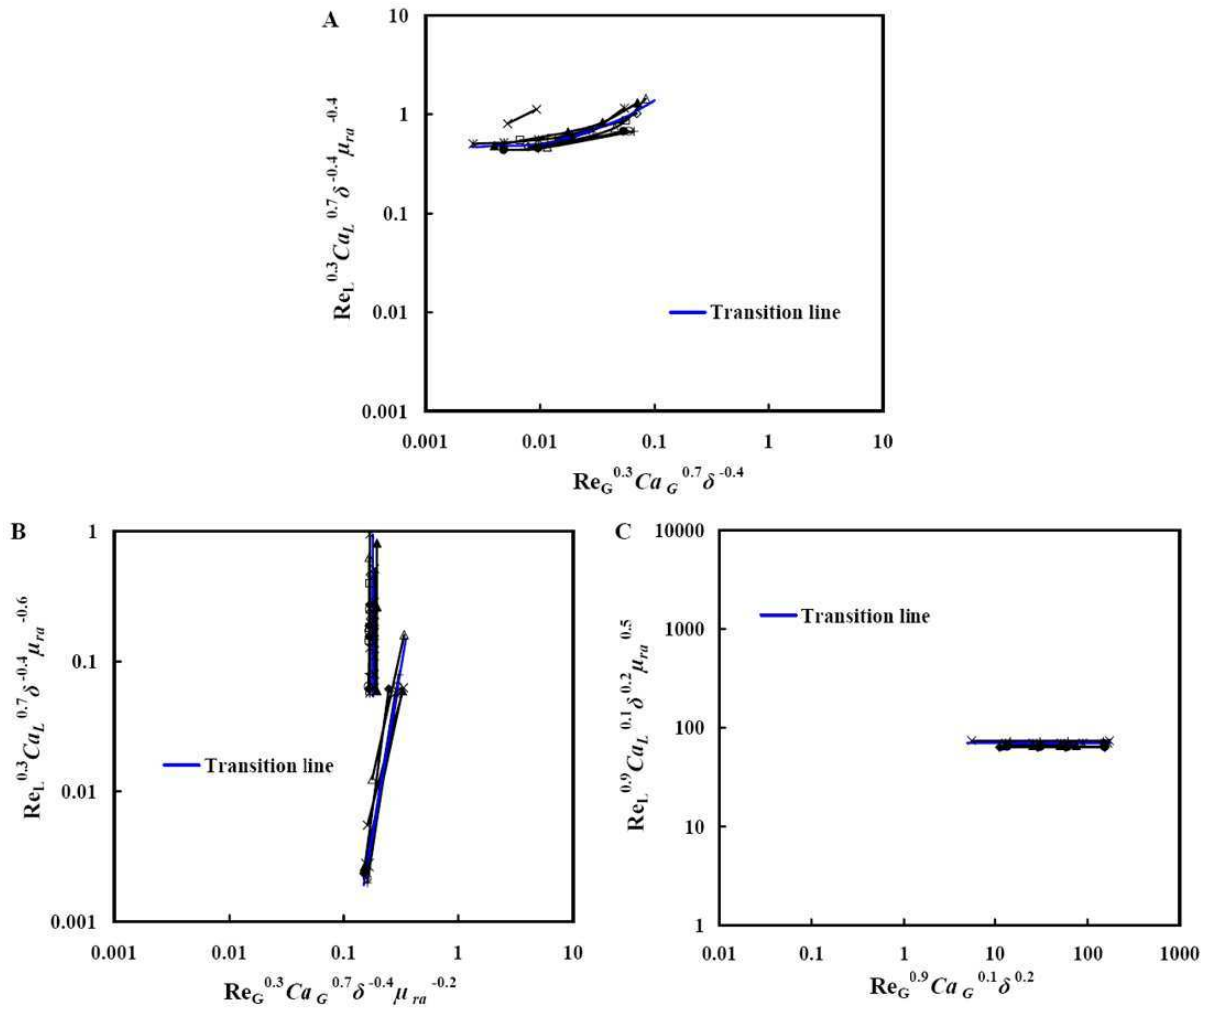 A
10
1
0.1
0.01
0.001
Re_L^0.3 Ca_L^0.7 δ^-0.4 μ_ra^-0.4
Transition line
0.001 0.01 0.1 1 10
Re_G^0.3 Ca_G^0.7 δ^-0.4
B
1
0.1
0.01
0.001
Re_L^0.3 Ca_L^0.7 δ^-0.4 μ_ra^-0.6
Transition line
0.001 0.01 0.1 1 10
Re_G^0.3 Ca_G^0.7 δ^-0.4 μ_ra^-0.2
C
10000
1000
100
10
1
Re_L^0.9 Ca_L^0.1 δ^0.2 μ_ra^0.5
Transition line
0.01 0.1 1 10 100 1000
Re_G^0.9 Ca_G^0.1 δ^0.2